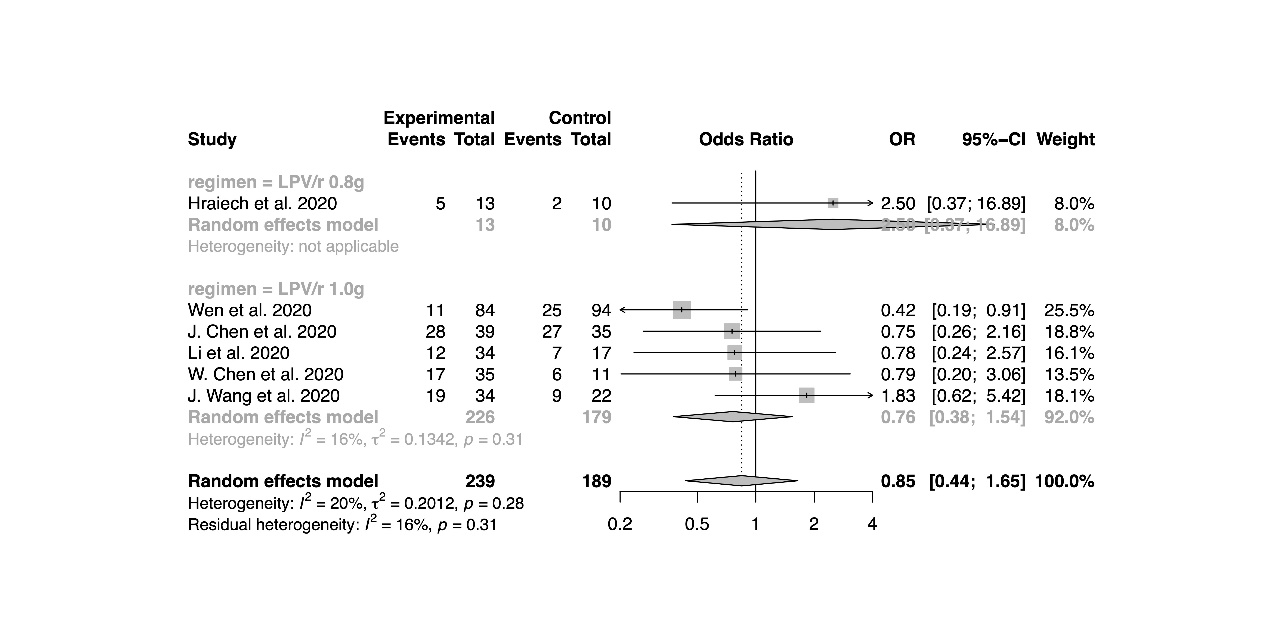 Experimental Control
Study Events Total Events Total Odds Ratio OR 95%−CI Weight
regimen = LPV/r 0.8g
Hraiech et al. 2020 5 13 2 10 2.50 [0.37; 16.89] 8.0%
Random effects model 13 10 2.50 [0.37; 16.89] 8.0%
Heterogeneity: not applicable
regimen = LPV/r 1.0g
Wen et al. 2020 11 84 25 94 0.42 [0.19; 0.91] 25.5%
J. Chen et al. 2020 28 39 27 35 0.75 [0.26; 2.16] 18.8%
Li et al. 2020 12 34 7 17 0.78 [0.24; 2.57] 16.1%
W. Chen et al. 2020 17 35 6 11 0.79 [0.20; 3.06] 13.5%
J. Wang et al. 2020 19 34 9 22 1.83 [0.62; 5.42] 18.1%
Random effects model 226 179 0.76 [0.38; 1.54] 92.0%
Heterogeneity: I² = 16%, τ² = 0.1342, p = 0.31
Random effects model 239 189 0.85 [0.44; 1.65] 100.0%
Heterogeneity: I² = 20%, τ² = 0.2012, p = 0.28
Residual heterogeneity: I² = 16%, p = 0.31
0.2 0.5 1 2 4